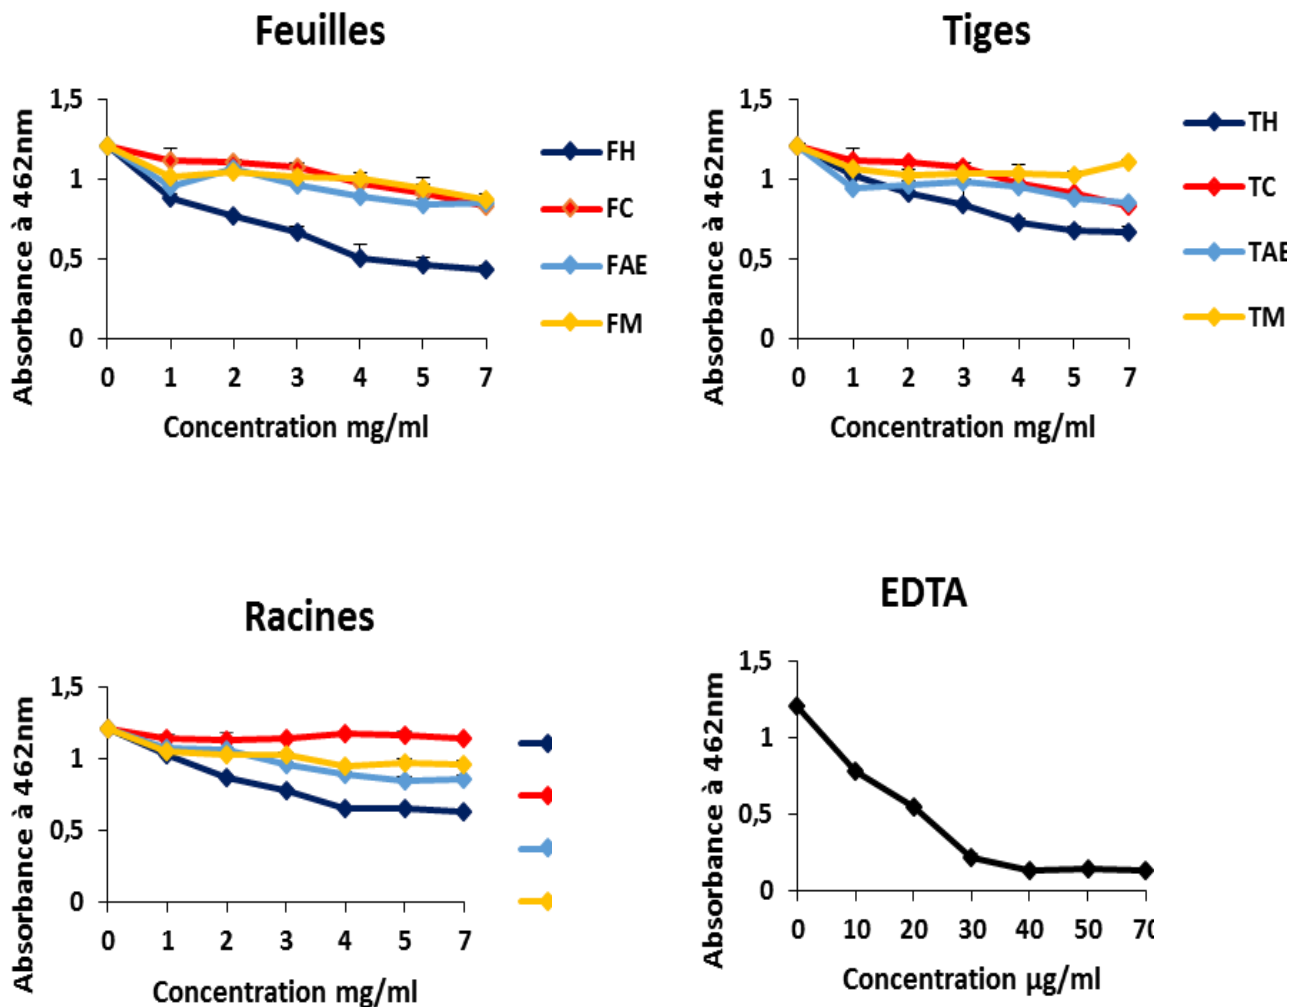 Feuilles
Absorbance à 462nm
1,5
1
0,5
0
0 1 2 3 4 5 7
Concentration mg/ml
FH
FC
FAE
FM
Tiges
Absorbance à 462nm
1,5
1
0,5
0
0 1 2 3 4 5 7
Concentration mg/ml
TH
TC
TAE
TM
Racines
Absorbance à 462nm
1,5
1
0,5
0
0 1 2 3 4 5 7
Concentration mg/ml
EDTA
Absorbance à 462nm
1,5
1
0,5
0
0 10 20 30 40 50 70
Concentration µg/ml